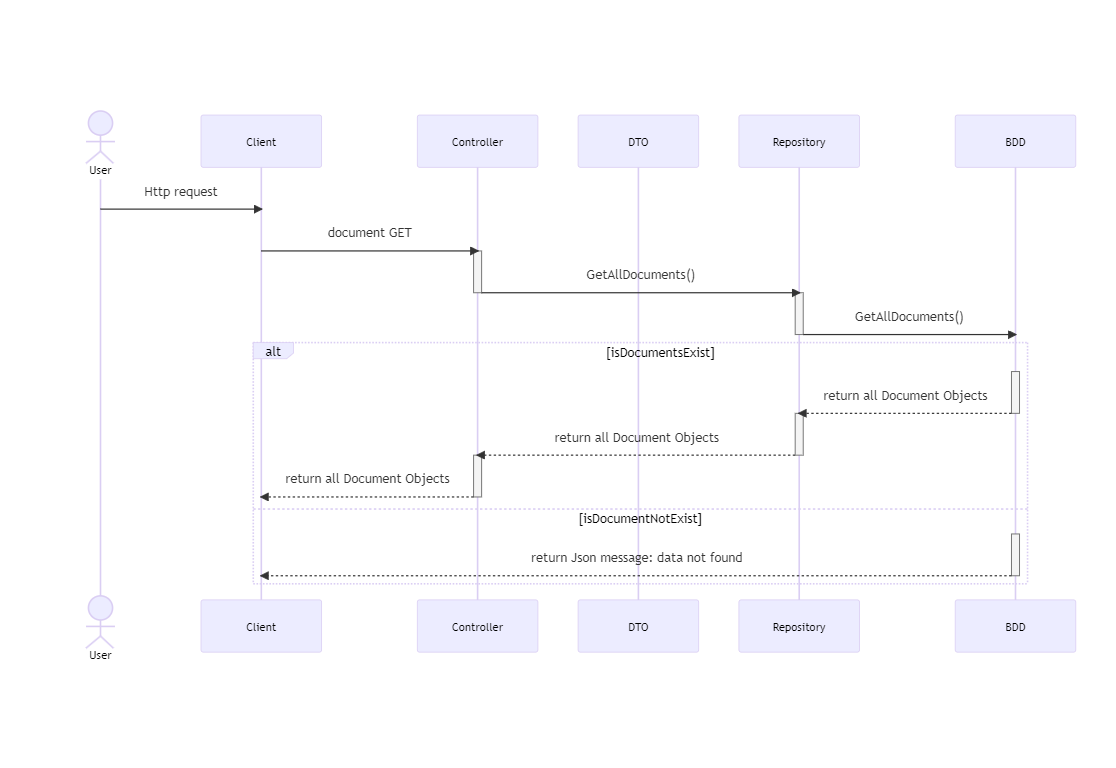 Client
Controller
DTO
Repository
BDD
User
Http request
document GET
GetAllDocuments()
GetAllDocuments()
alt
[isDocumentsExist]
return all Document Objects
return all Document Objects
return all Document Objects
[isDocumentNotExist]
return Json message: data not found
Client
Controller
DTO
Repository
BDD
User